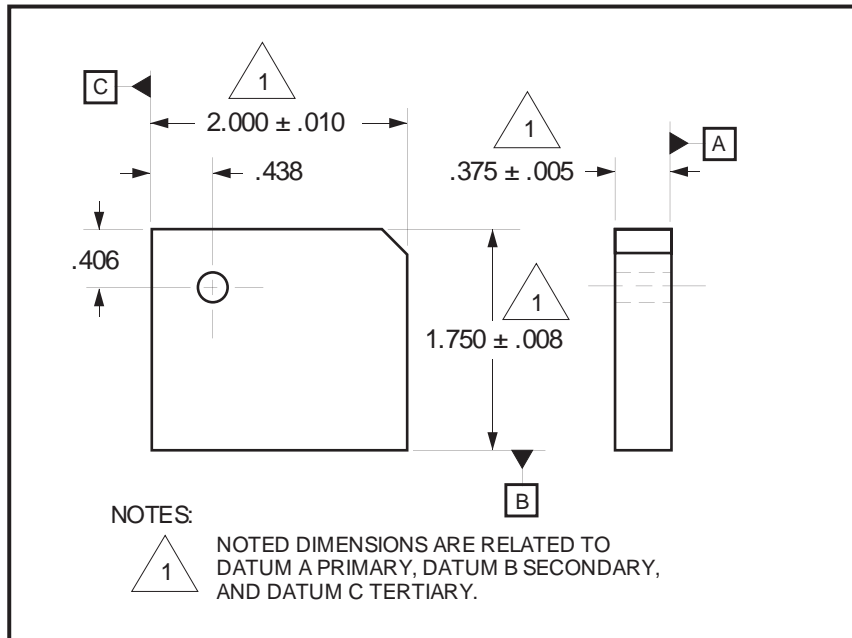 C
1
2.000 ± .010
.438
1
.375 ± .005
A
.406
1
1.750 ± .008
B
NOTES:
1
NOTED DIMENSIONS ARE RELATED TO
DATUM A PRIMARY, DATUM B SECONDARY,
AND DATUM C TERTIARY.